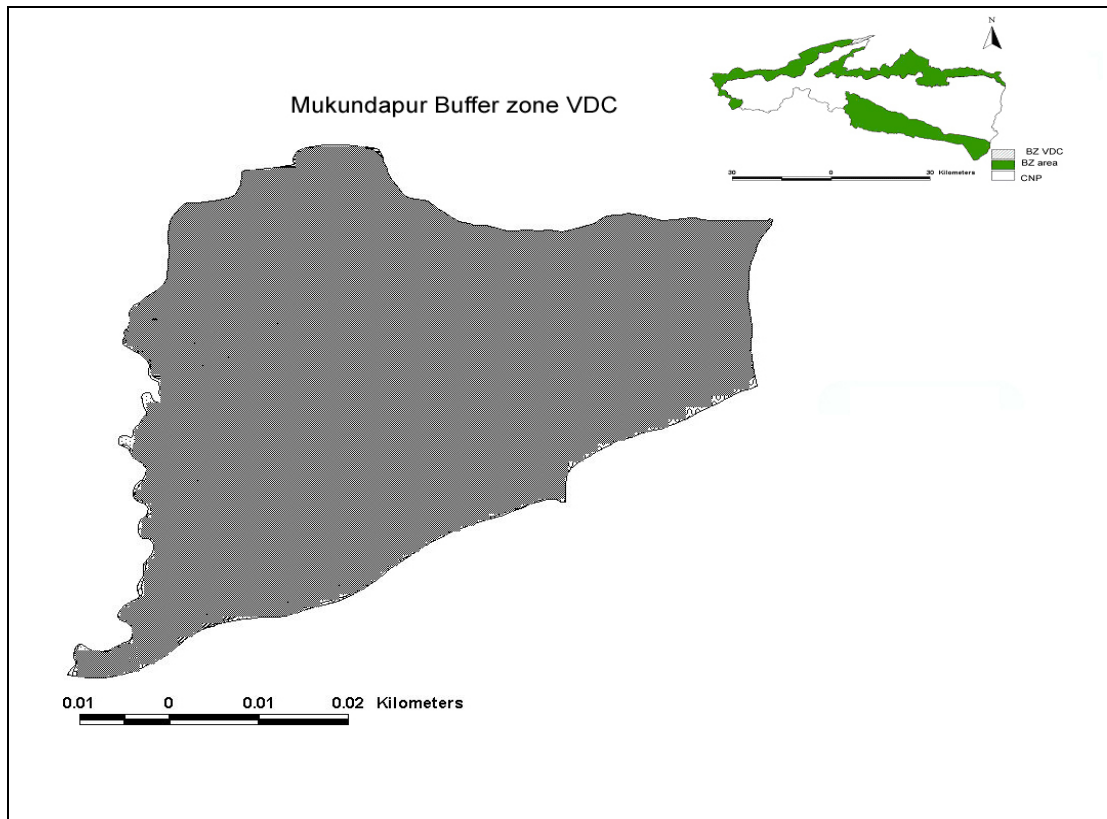 N
Mukundapur Buffer zone VDC
BZ VDC
BZ area
CNP
30 0 30 Kilometers
0.01 0 0.01 0.02 Kilometers